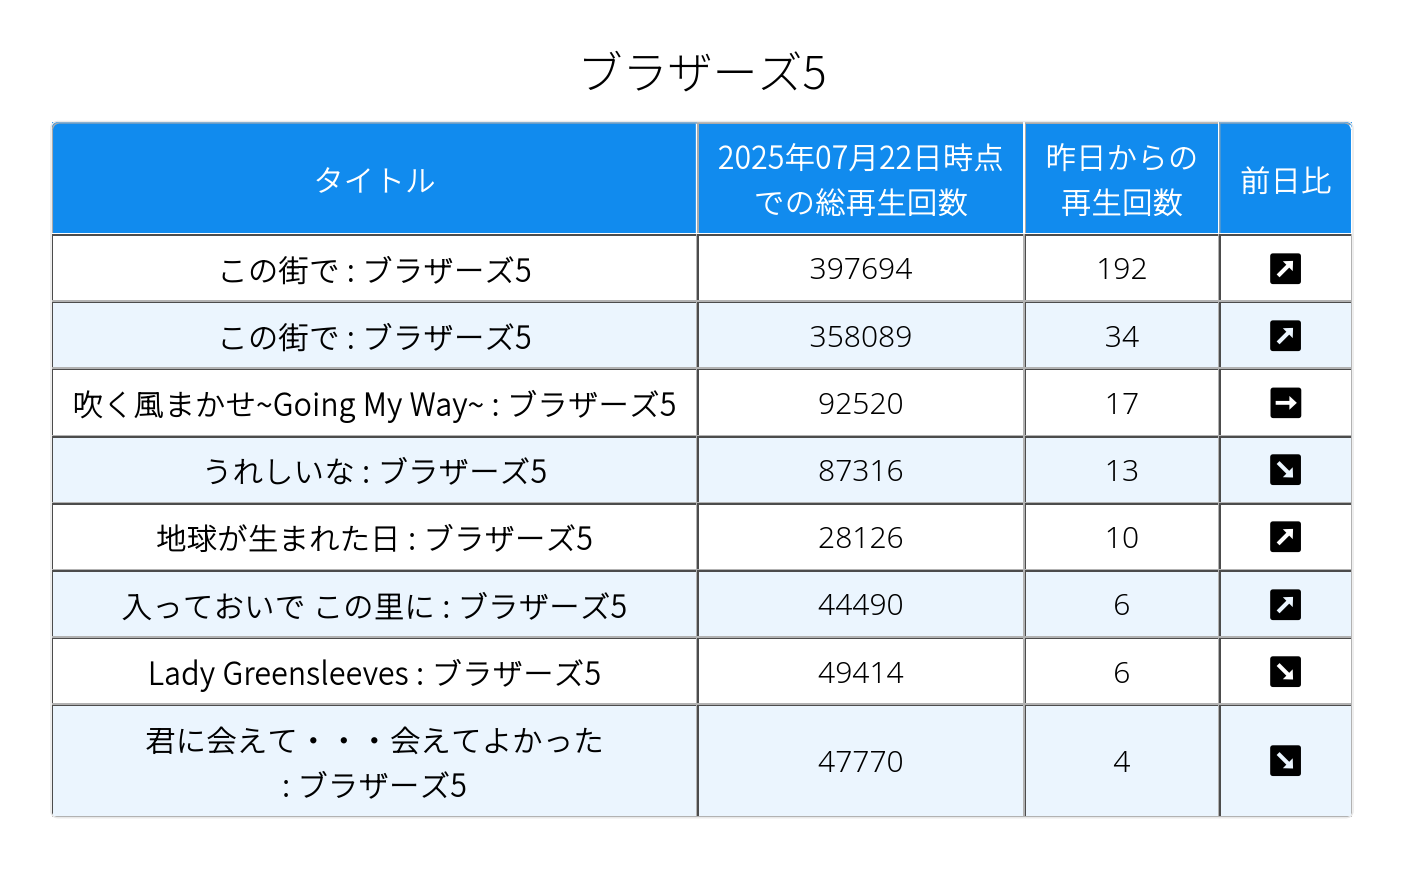 ブラザーズ5
タイトル
2025年07月22日時点
での総再生回数
昨日からの
再生回数
前日比
この街で : ブラザーズ5
397694
192
この街で : ブラザーズ5
358089
34
吹く風まかせ~Going My Way~ : ブラザーズ5
92520
17
うれしいな : ブラザーズ5
87316
13
地球が生まれた日 : ブラザーズ5
28126
10
入っておいで この里に : ブラザーズ5
44490
6
Lady Greensleeves : ブラザーズ5
49414
6
君に会えて・・・会えてよかった
: ブラザーズ5
47770
4